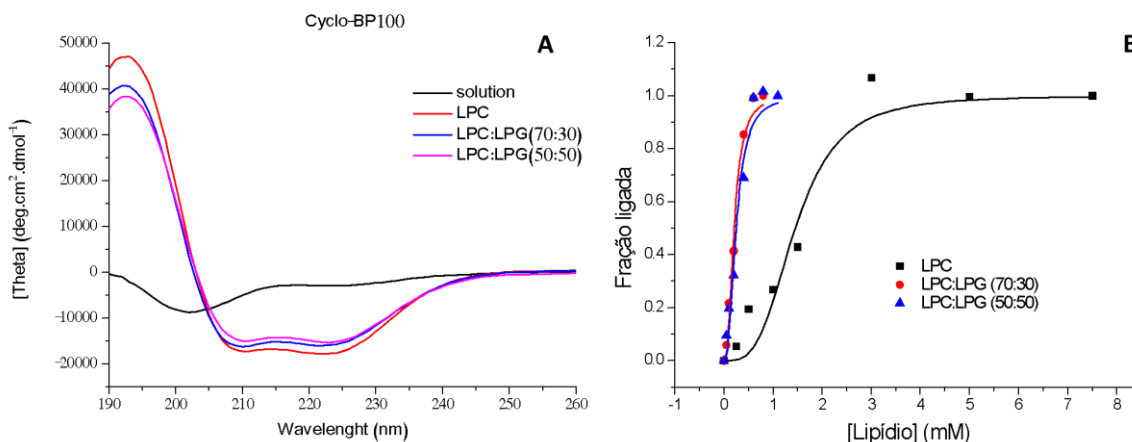 Cyclo-BP100
A
[Theta] (deg.cm².dmol⁻¹)
50000
40000
30000
20000
10000
0
-10000
-20000
190 200 210 220 230 240 250 260
Wavelenght (nm)
solution
LPC
LPC:LPG(70:30)
LPC:LPG(50:50)
B
Fração ligada
1.2
1.0
0.8
0.6
0.4
0.2
0.0
-1 0 1 2 3 4 5 6 7 8
[Lipídio] (mM)
LPC
LPC:LPG (70:30)
LPC:LPG (50:50)